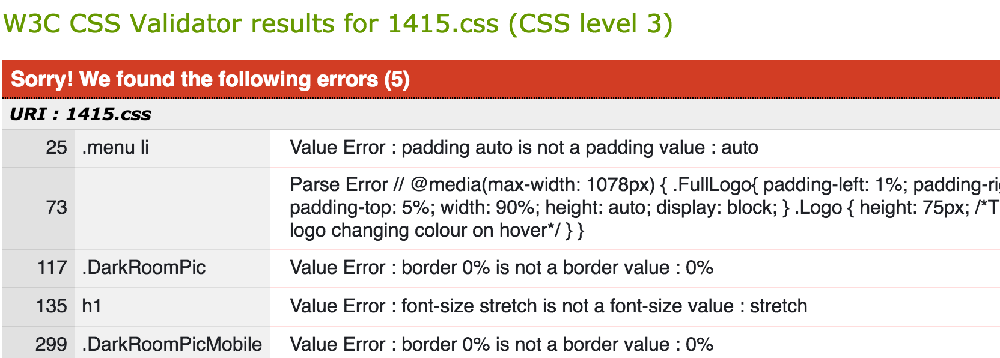 W3C CSS Validator results for 1415.css (CSS level 3)
Sorry! We found the following errors (5)
URI : 1415.css
25 .menu li Value Error : padding auto is not a padding value : auto
73 Parse Error // @media(max-width: 1078px) { .FullLogo{ padding-left: 1%;
padding-top: 5%; width: 90%; height: auto; display: block; } .Logo { height: 75px;
logo changing colour on hover*/ } }
117 .DarkRoomPic Value Error : border 0% is not a border value : 0%
135 h1 Value Error : font-size stretch is not a font-size value : stretch
299 .DarkRoomPicMobile Value Error : border 0% is not a border value : 0%